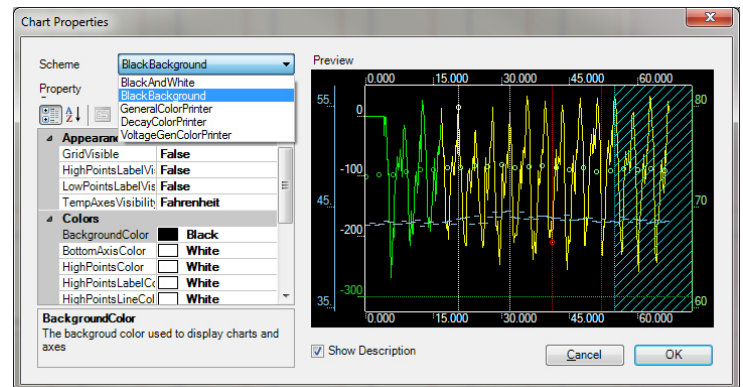 Chart Properties
x
Scheme
BlackBackground
BlackAndWhite
BlackBackground
GeneralColorPrinter
DecayColorPrinter
VoltageGenColorPrinter
Property
Appearan
GridVisible False
HighPointsLabelVi False
LowPointsLabelVis False
TempAxesVisibility Fahrenheit
Colors
BackgroundColor Black
BottomAxisColor White
HighPointsColor White
HighPointsLabelCo White
HighPointsLineCol White
BackgroundColor
The backgroud color used to display charts and
axes
Preview
0.000 15.000 30.000 45.000 60.000
55. 0 80
-100
45. 70
-200
-300
35. 60
0.000 15.000 30.000 45.000 60.000
Show Description
Cancel OK